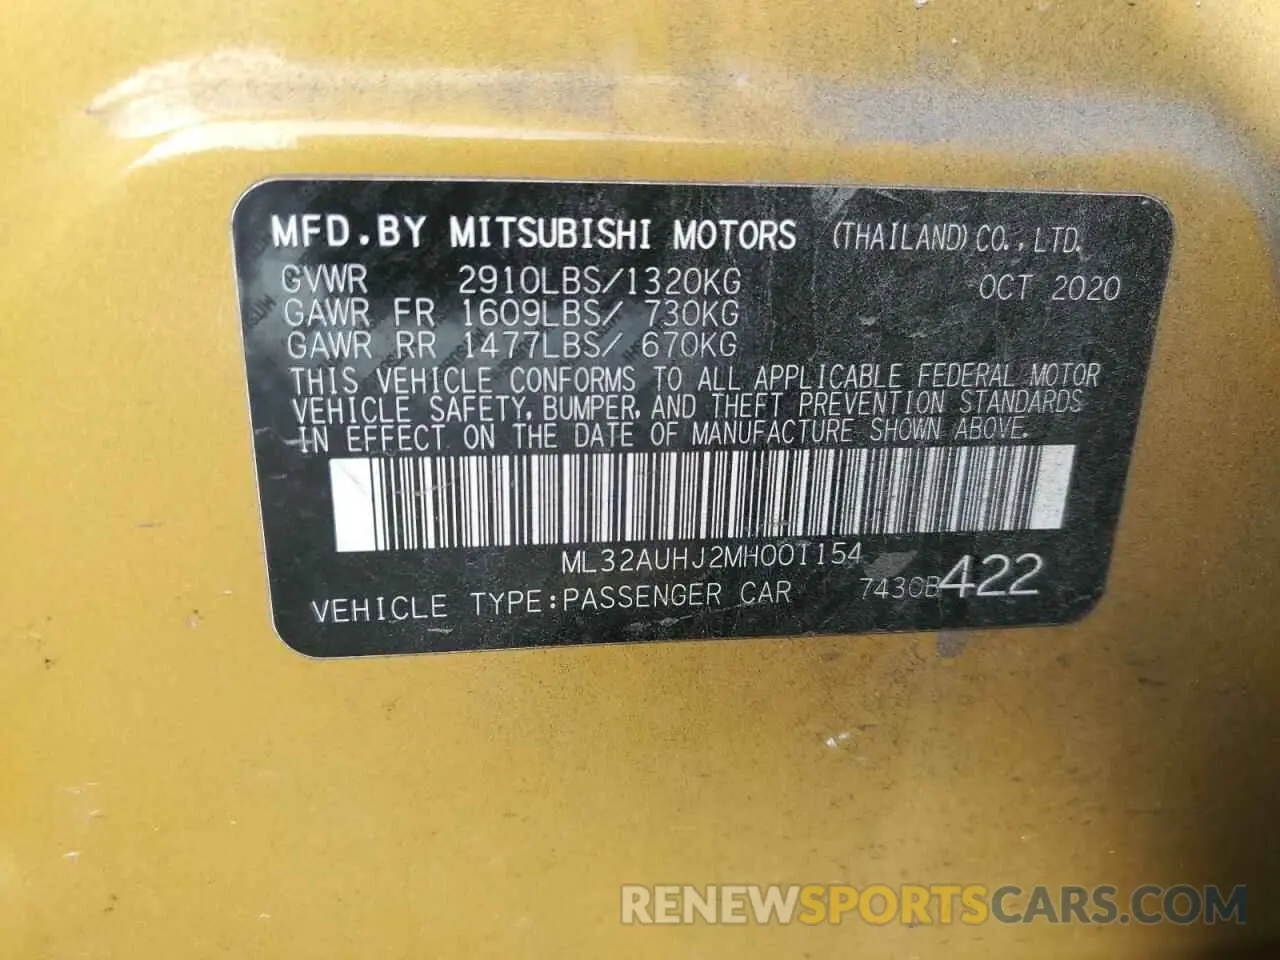 MFD.BY MITSUBISHI MOTORS (THAILAND) CO.,LTD.
GVWR 2910LBS/1320KG OCT 2020
GAWR FR 1609LBS/ 730KG
GAWR RR 1477LBS/ 670KG
THIS VEHICLE CONFORMS TO ALL APPLICABLE FEDERAL MOTOR
VEHICLE SAFETY, BUMPER, AND THEFT PREVENTION STANDARDS
IN EFFECT ON THE DATE OF MANUFACTURE SHOWN ABOVE.
ML32AUHJ2MH001154
VEHICLE TYPE:PASSENGER CAR 422
RENEWSPORTSCARS.COM